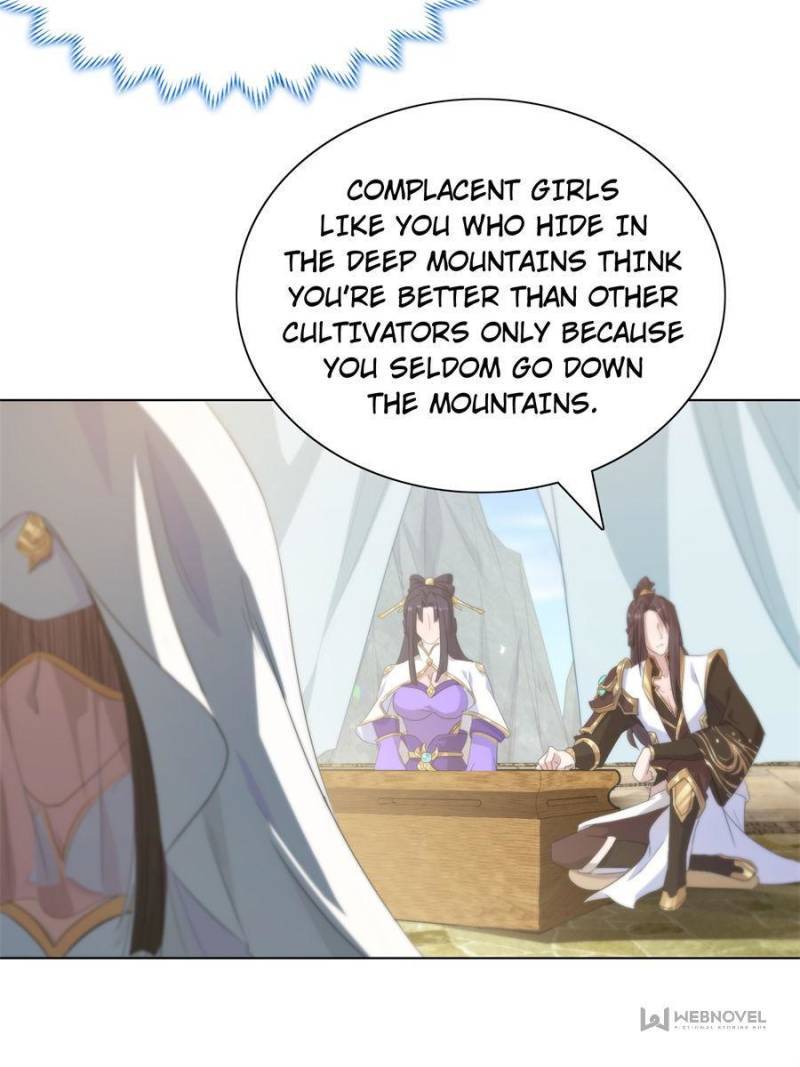 COMPLACENT GIRLS
LIKE YOU WHO HIDE IN
THE DEEP MOUNTAINS THINK
YOU'RE BETTER THAN OTHER
CULTIVATORS ONLY BECAUSE
YOU SELDOM GO DOWN
THE MOUNTAINS.
WEBNOVEL